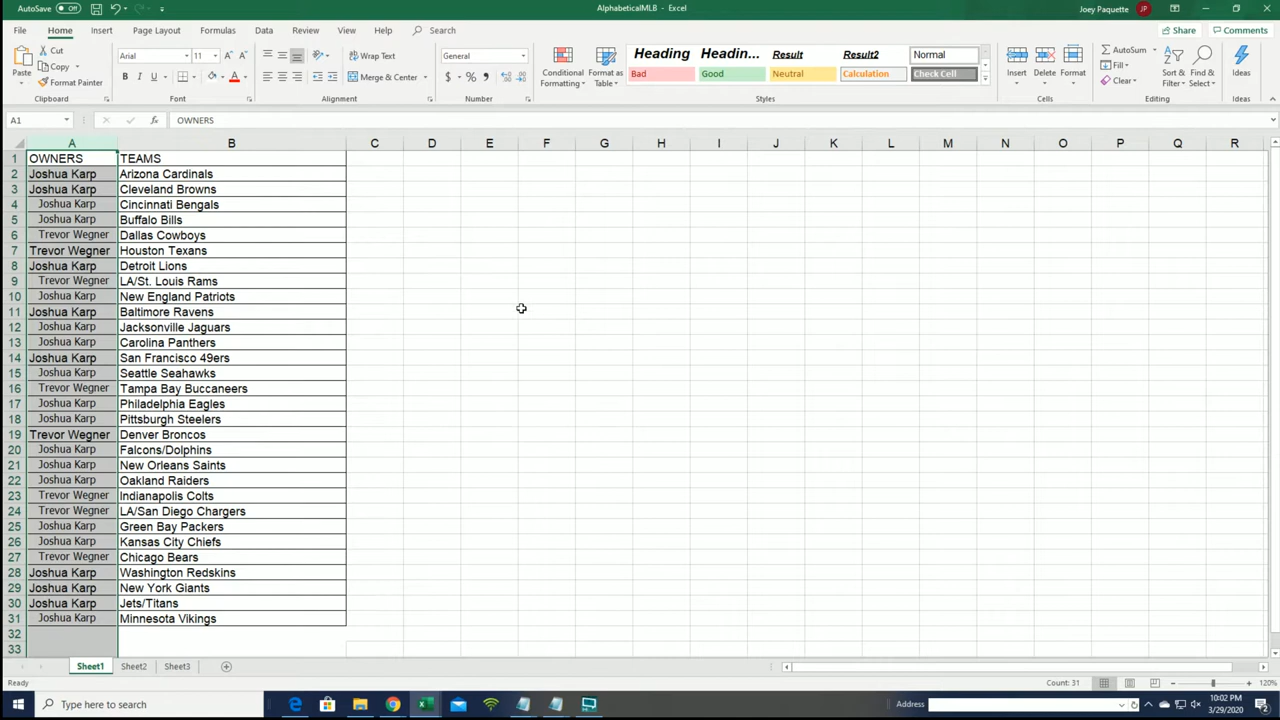 AutoSave Off AlphabeticalMLB - Excel Joey Paquette JP
File Home Insert Page Layout Formulas Data Review View Help Search Share Comments
Paste Cut Copy Format Painter Clipboard
Arial 11 A A B I U A Font
Wrap Text Merge & Center Alignment
General $ % , Number
Conditional Formatting Format as Table
Heading Headin... Result Result2 Normal
Bad Good Neutral Calculation Check Cell
Styles
Insert Delete Format Cells
AutoSum Fill Clear Sort & Filter Find & Select Editing
Ideas Ideas
A1 fx OWNERS
A B C D E F G H I J K L M N O P Q R
1 OWNERS TEAMS
2 Joshua Karp Arizona Cardinals
3 Joshua Karp Cleveland Browns
4 Joshua Karp Cincinnati Bengals
5 Joshua Karp Buffalo Bills
6 Trevor Wegner Dallas Cowboys
7 Trevor Wegner Houston Texans
8 Joshua Karp Detroit Lions
9 Trevor Wegner LA/St. Louis Rams
10 Joshua Karp New England Patriots
11 Joshua Karp Baltimore Ravens
12 Joshua Karp Jacksonville Jaguars
13 Joshua Karp Carolina Panthers
14 Joshua Karp San Francisco 49ers
15 Joshua Karp Seattle Seahawks
16 Trevor Wegner Tampa Bay Buccaneers
17 Joshua Karp Philadelphia Eagles
18 Joshua Karp Pittsburgh Steelers
19 Trevor Wegner Denver Broncos
20 Joshua Karp Falcons/Dolphins
21 Joshua Karp New Orleans Saints
22 Joshua Karp Oakland Raiders
23 Trevor Wegner Indianapolis Colts
24 Trevor Wegner LA/San Diego Chargers
25 Joshua Karp Green Bay Packers
26 Joshua Karp Kansas City Chiefs
27 Trevor Wegner Chicago Bears
28 Joshua Karp Washington Redskins
29 Joshua Karp New York Giants
30 Joshua Karp Jets/Titans
31 Joshua Karp Minnesota Vikings
32
33
Sheet1 Sheet2 Sheet3
Ready Count: 31 120%
Type here to search Address 10:02 PM
3/29/2020 2